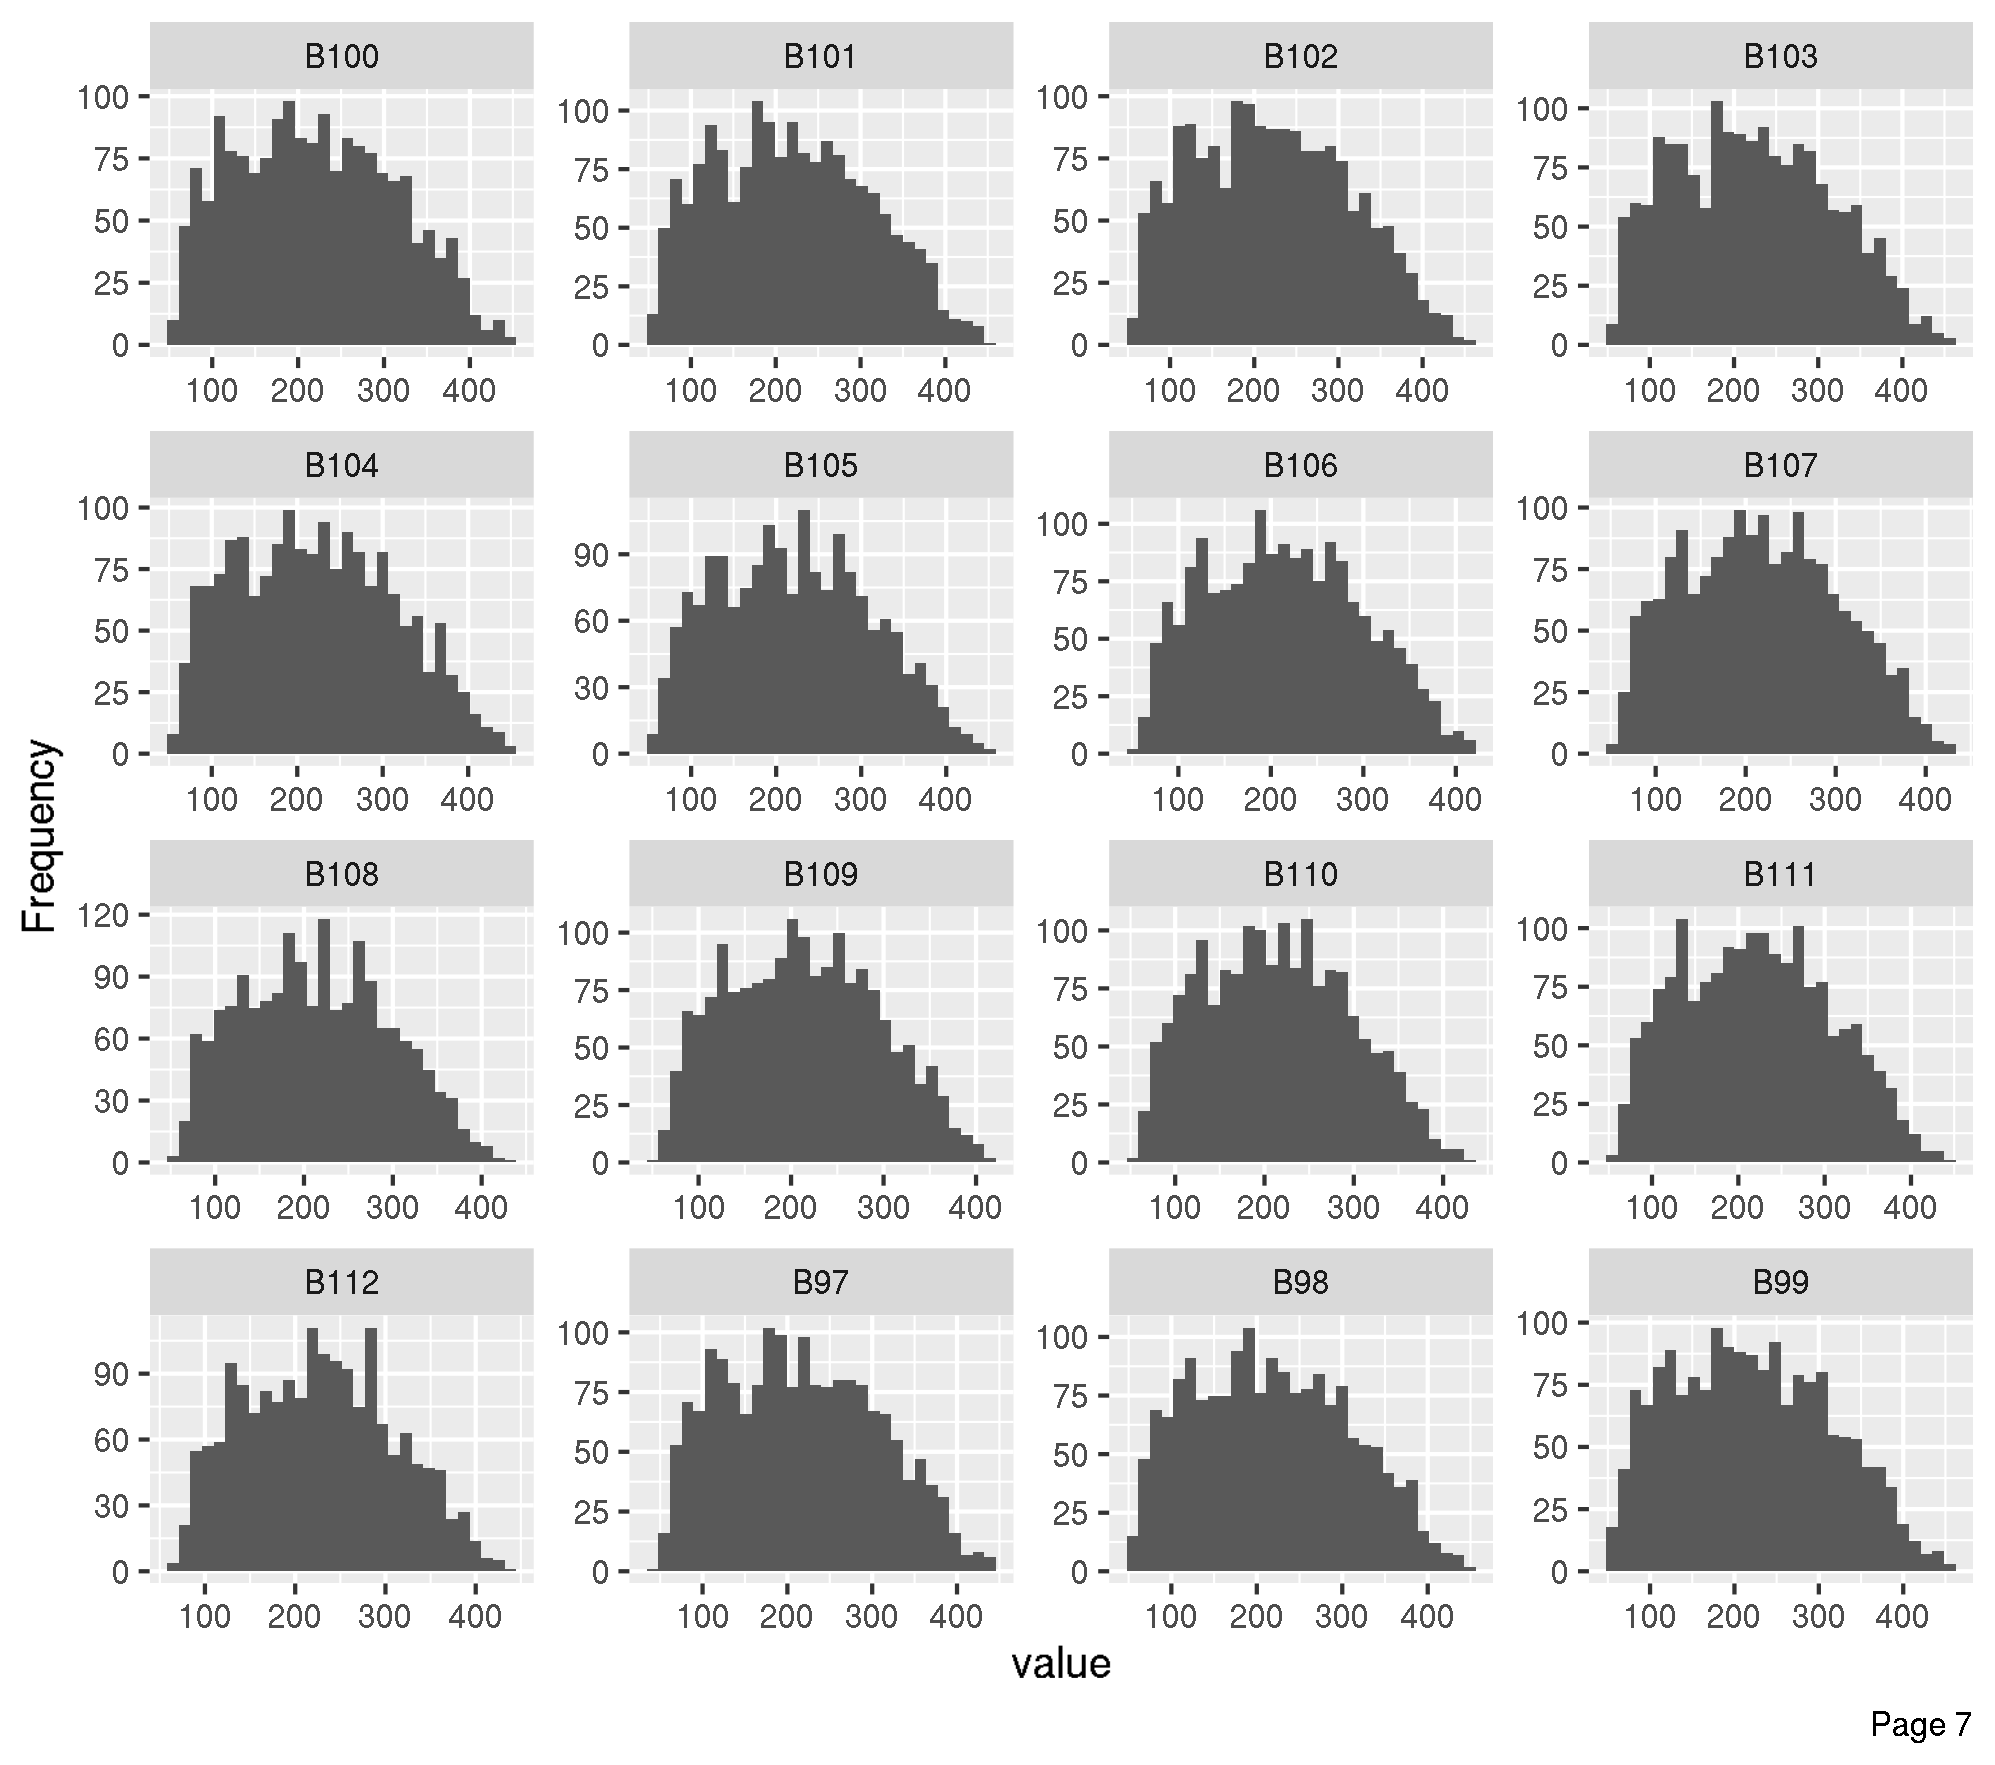 B100 B101 B102 B103
100 75 50 25 0 100 75 50 25 0 100 75 50 25 0 100 75 50 25 0
100 200 300 400 100 200 300 400 100 200 300 400 100 200 300 400
B104 B105 B106 B107
100 75 50 25 0 90 60 30 0 100 75 50 25 0 100 75 50 25 0
100 200 300 400 100 200 300 400 100 200 300 400 100 200 300 400
Frequency
B108 B109 B110 B111
120 90 60 30 0 100 75 50 25 0 100 75 50 25 0 100 75 50 25 0
100 200 300 400 100 200 300 400 100 200 300 400 100 200 300 400
B112 B97 B98 B99
90 60 30 0 100 75 50 25 0 100 75 50 25 0 100 75 50 25 0
100 200 300 400 100 200 300 400 100 200 300 400 100 200 300 400
value
Page 7